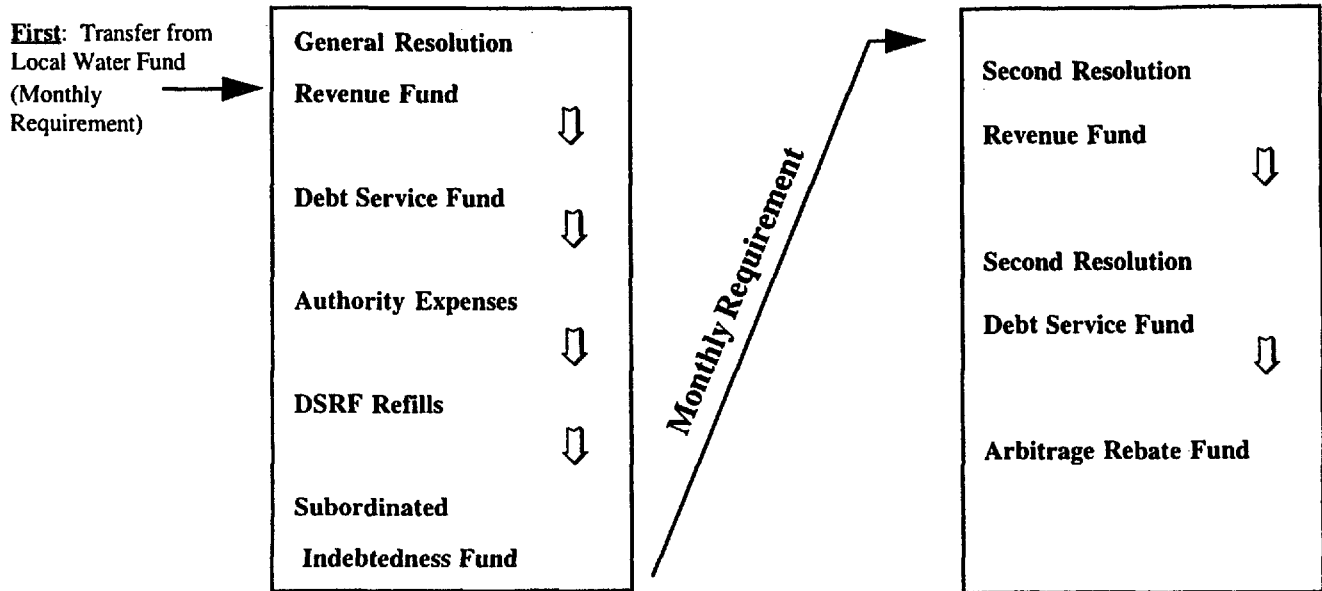 First: Transfer from
Local Water Fund
(Monthly
Requirement)
General Resolution
Revenue Fund
Debt Service Fund
Authority Expenses
DSRF Refills
Subordinated
Indebtedness Fund
Monthly Requirement
Second Resolution
Revenue Fund
Second Resolution
Debt Service Fund
Arbitrage Rebate Fund